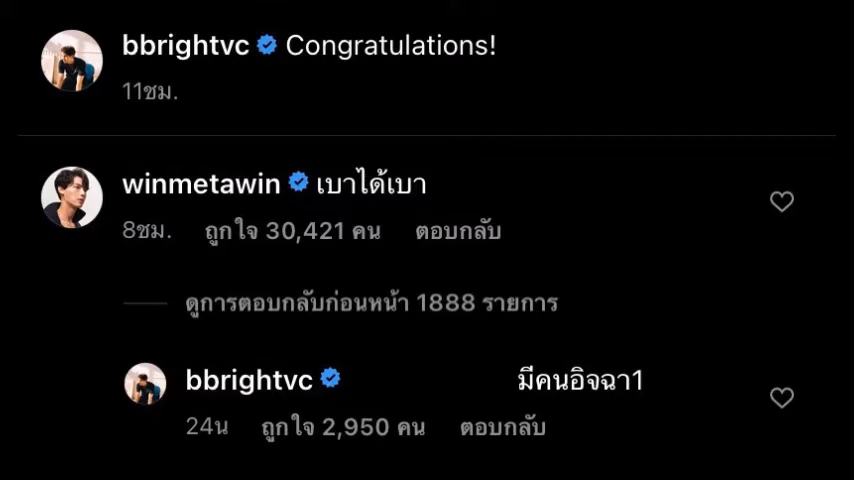 bbrightvc Congratulations!
11ชม.
winmetawin เบาได้เบา
8ชม. ถูกใจ 30,421 คน ตอบกลับ
ดูการตอบกลับก่อนหน้า 1888 รายการ
bbrightvc มีคนอิจฉา1
24น ถูกใจ 2,950 คน ตอบกลับ